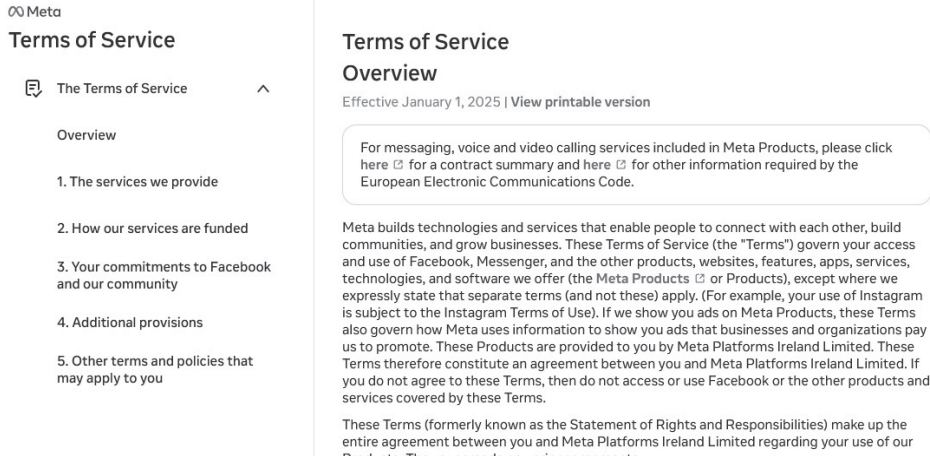 Meta
Terms of Service
The Terms of Service
Overview
1. The services we provide
2. How our services are funded
3. Your commitments to Facebook
and our community
4. Additional provisions
5. Other terms and policies that
may apply to you
Terms of Service
Overview
Effective January 1, 2025 | View printable version
For messaging, voice and video calling services included in Meta Products, please click
here for a contract summary and here for other information required by the
European Electronic Communications Code.
Meta builds technologies and services that enable people to connect with each other, build
communities, and grow businesses. These Terms of Service (the "Terms") govern your access
and use of Facebook, Messenger, and the other products, websites, features, apps, services,
technologies, and software we offer (the Meta Products or Products), except where we
expressly state that separate terms (and not these) apply. (For example, your use of Instagram
is subject to the Instagram Terms of Use). If we show you ads on Meta Products, these Terms
also govern how Meta uses information to show you ads that businesses and organizations pay
us to promote. These Products are provided to you by Meta Platforms Ireland Limited. These
Terms therefore constitute an agreement between you and Meta Platforms Ireland Limited. If
you do not agree to these Terms, then do not access or use Facebook or the other products and
services covered by these Terms.
These Terms (formerly known as the Statement of Rights and Responsibilities) make up the
entire agreement between you and Meta Platforms Ireland Limited regarding your use of our